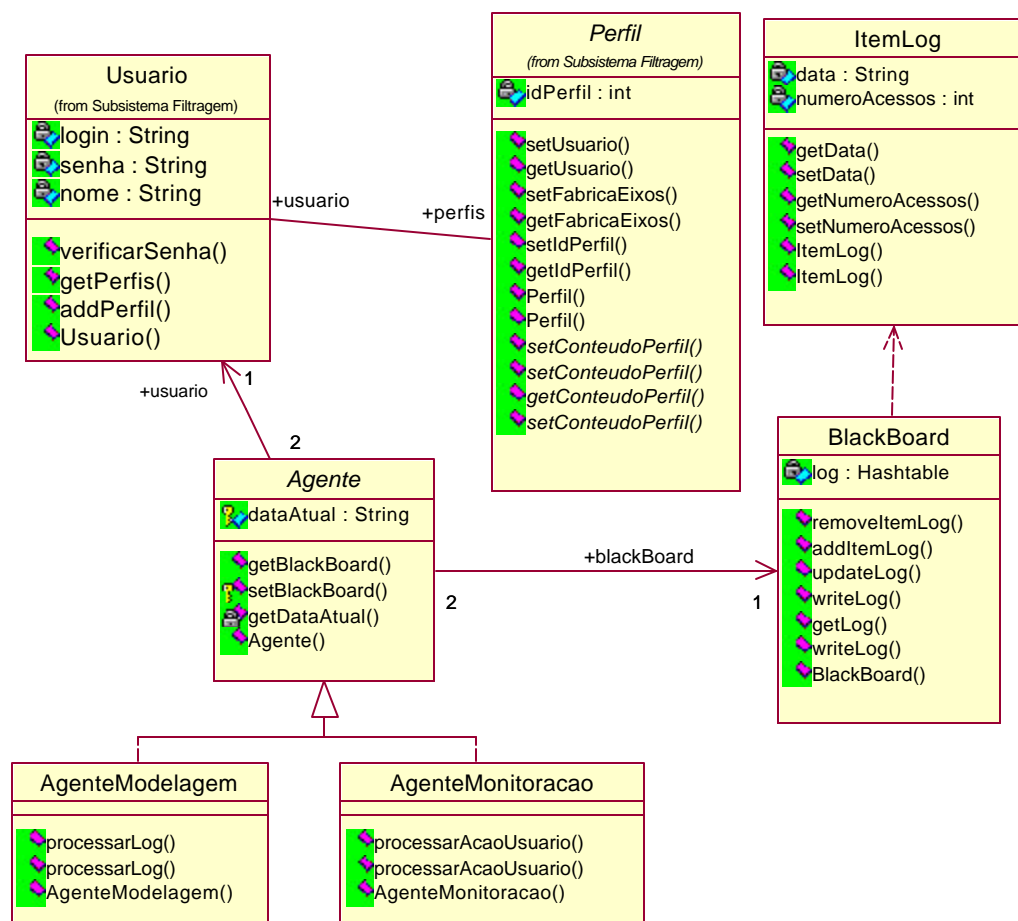 Usuario
(from Subsistema Filtragem)
login : String
senha : String
nome : String
verificarSenha()
getPerfis()
addPerfil()
Usuario()
+usuario
+perfis
Perfil
(from Subsistema Filtragem)
idPerfil : int
setUsuario()
getUsuario()
setFabricaEixos()
getFabricaEixos()
setIdPerfil()
getIdPerfil()
Perfil()
Perfil()
setConteudoPerfil()
setConteudoPerfil()
getConteudoPerfil()
setConteudoPerfil()
ItemLog
data : String
numeroAcessos : int
getData()
setData()
getNumeroAcessos()
setNumeroAcessos()
ItemLog()
ItemLog()
1
+usuario
2
Agente
dataAtual : String
getBlackBoard()
setBlackBoard()
getDataAtual()
Agente()
+blackBoard
2
1
BlackBoard
log : Hashtable
removeItemLog()
addItemLog()
updateLog()
writeLog()
getLog()
writeLog()
BlackBoard()
AgenteModelagem
processarLog()
processarLog()
AgenteModelagem()
AgenteMonitoracao
processarAcaoUsuario()
processarAcaoUsuario()
AgenteMonitoracao()